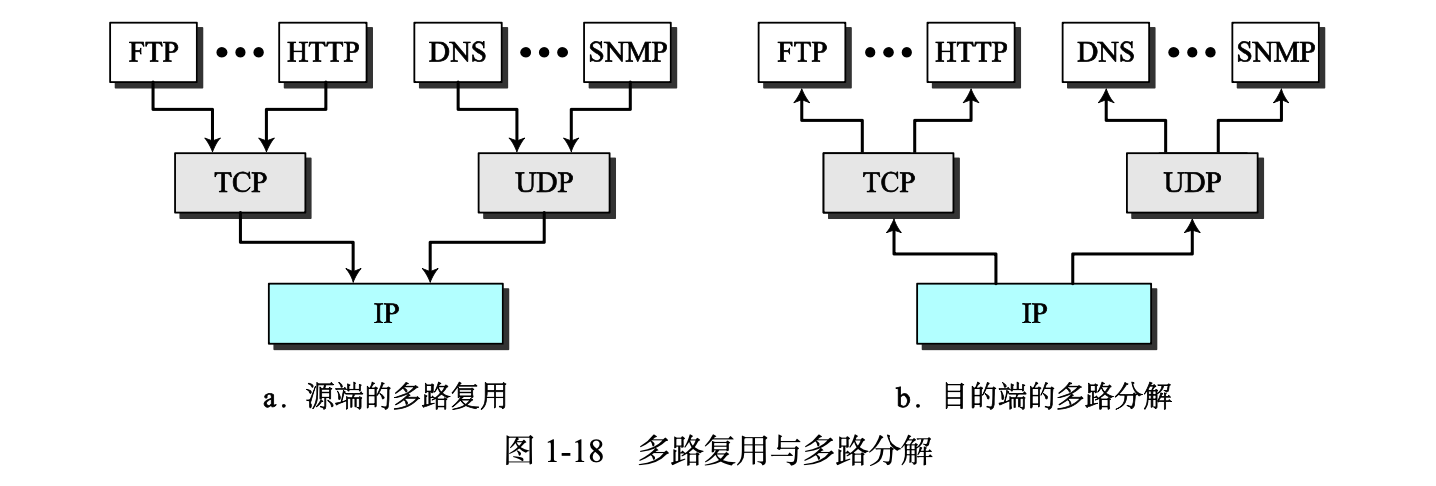 FTP ••• HTTP DNS ••• SNMP FTP ••• HTTP DNS ••• SNMP
TCP UDP TCP UDP
IP IP
a. 源端的多路复用 b. 目的端的多路分解
图 1-18 多路复用与多路分解